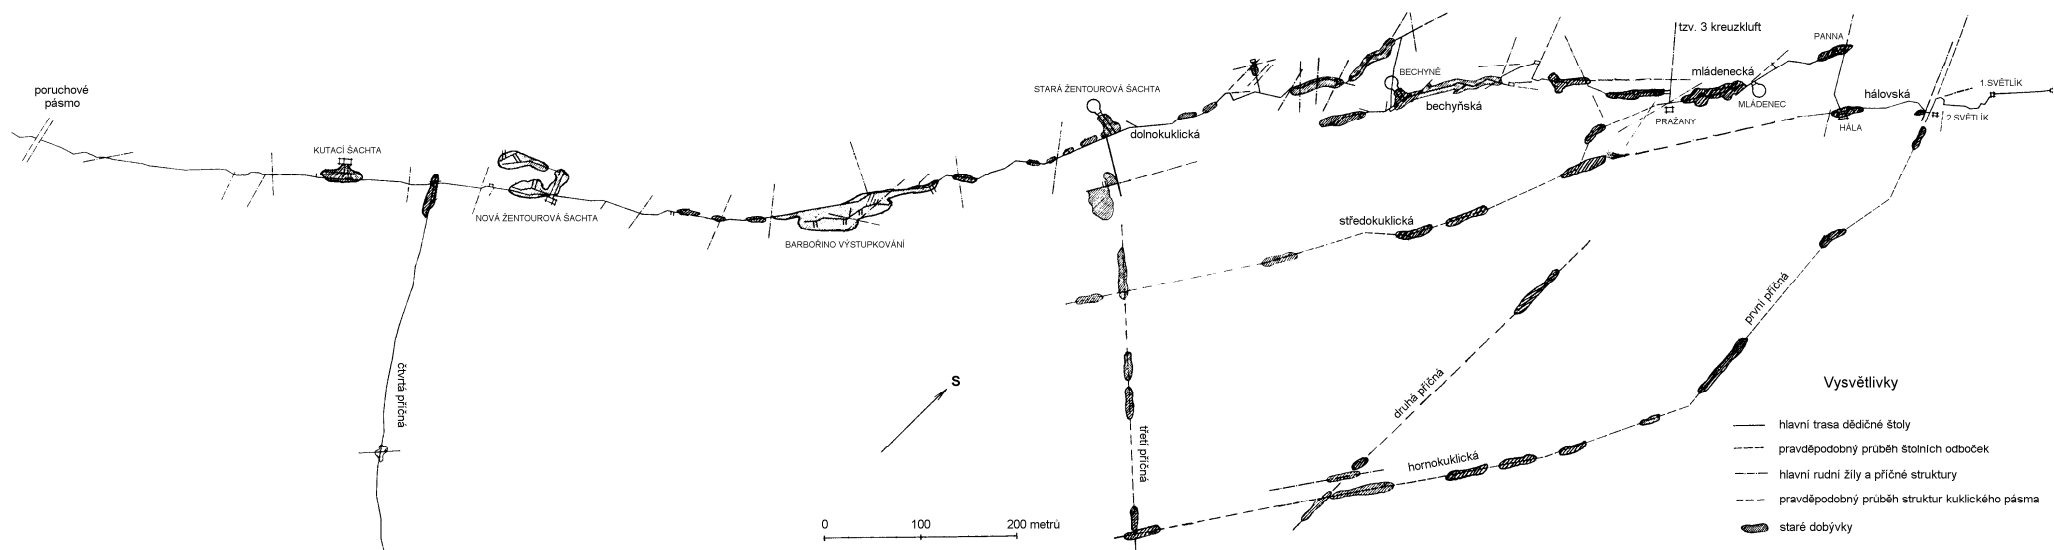 poruchové
pásmo
KUTACÍ ŠACHTA
NOVÁ ŽENTOUROVÁ ŠACHTA
BARBOŘINO VÝSTUPKOVÁNÍ
STARÁ ŽENTOUROVÁ ŠACHTA
dolnokuklická
BECHYNĚ
bechyňská
tzv. 3 kreuzkluft
mládenecká
PANNA
MLÁDENEC
PRAŽANY
hálovská
HÁLA
1.SVĚTLÍK
2.SVĚTLÍK
středokuklická
čtvrtá příčná
třetí příčná
druhá příčná
první příčná
hornokuklická
S
0 100 200 metrů
Vysvětlivky
hlavní trasa dědičné štoly
pravděpodobný průběh štolních odboček
hlavní rudní žíly a příčné struktury
pravděpodobný průběh struktur kuklického pásma
staré dobývky